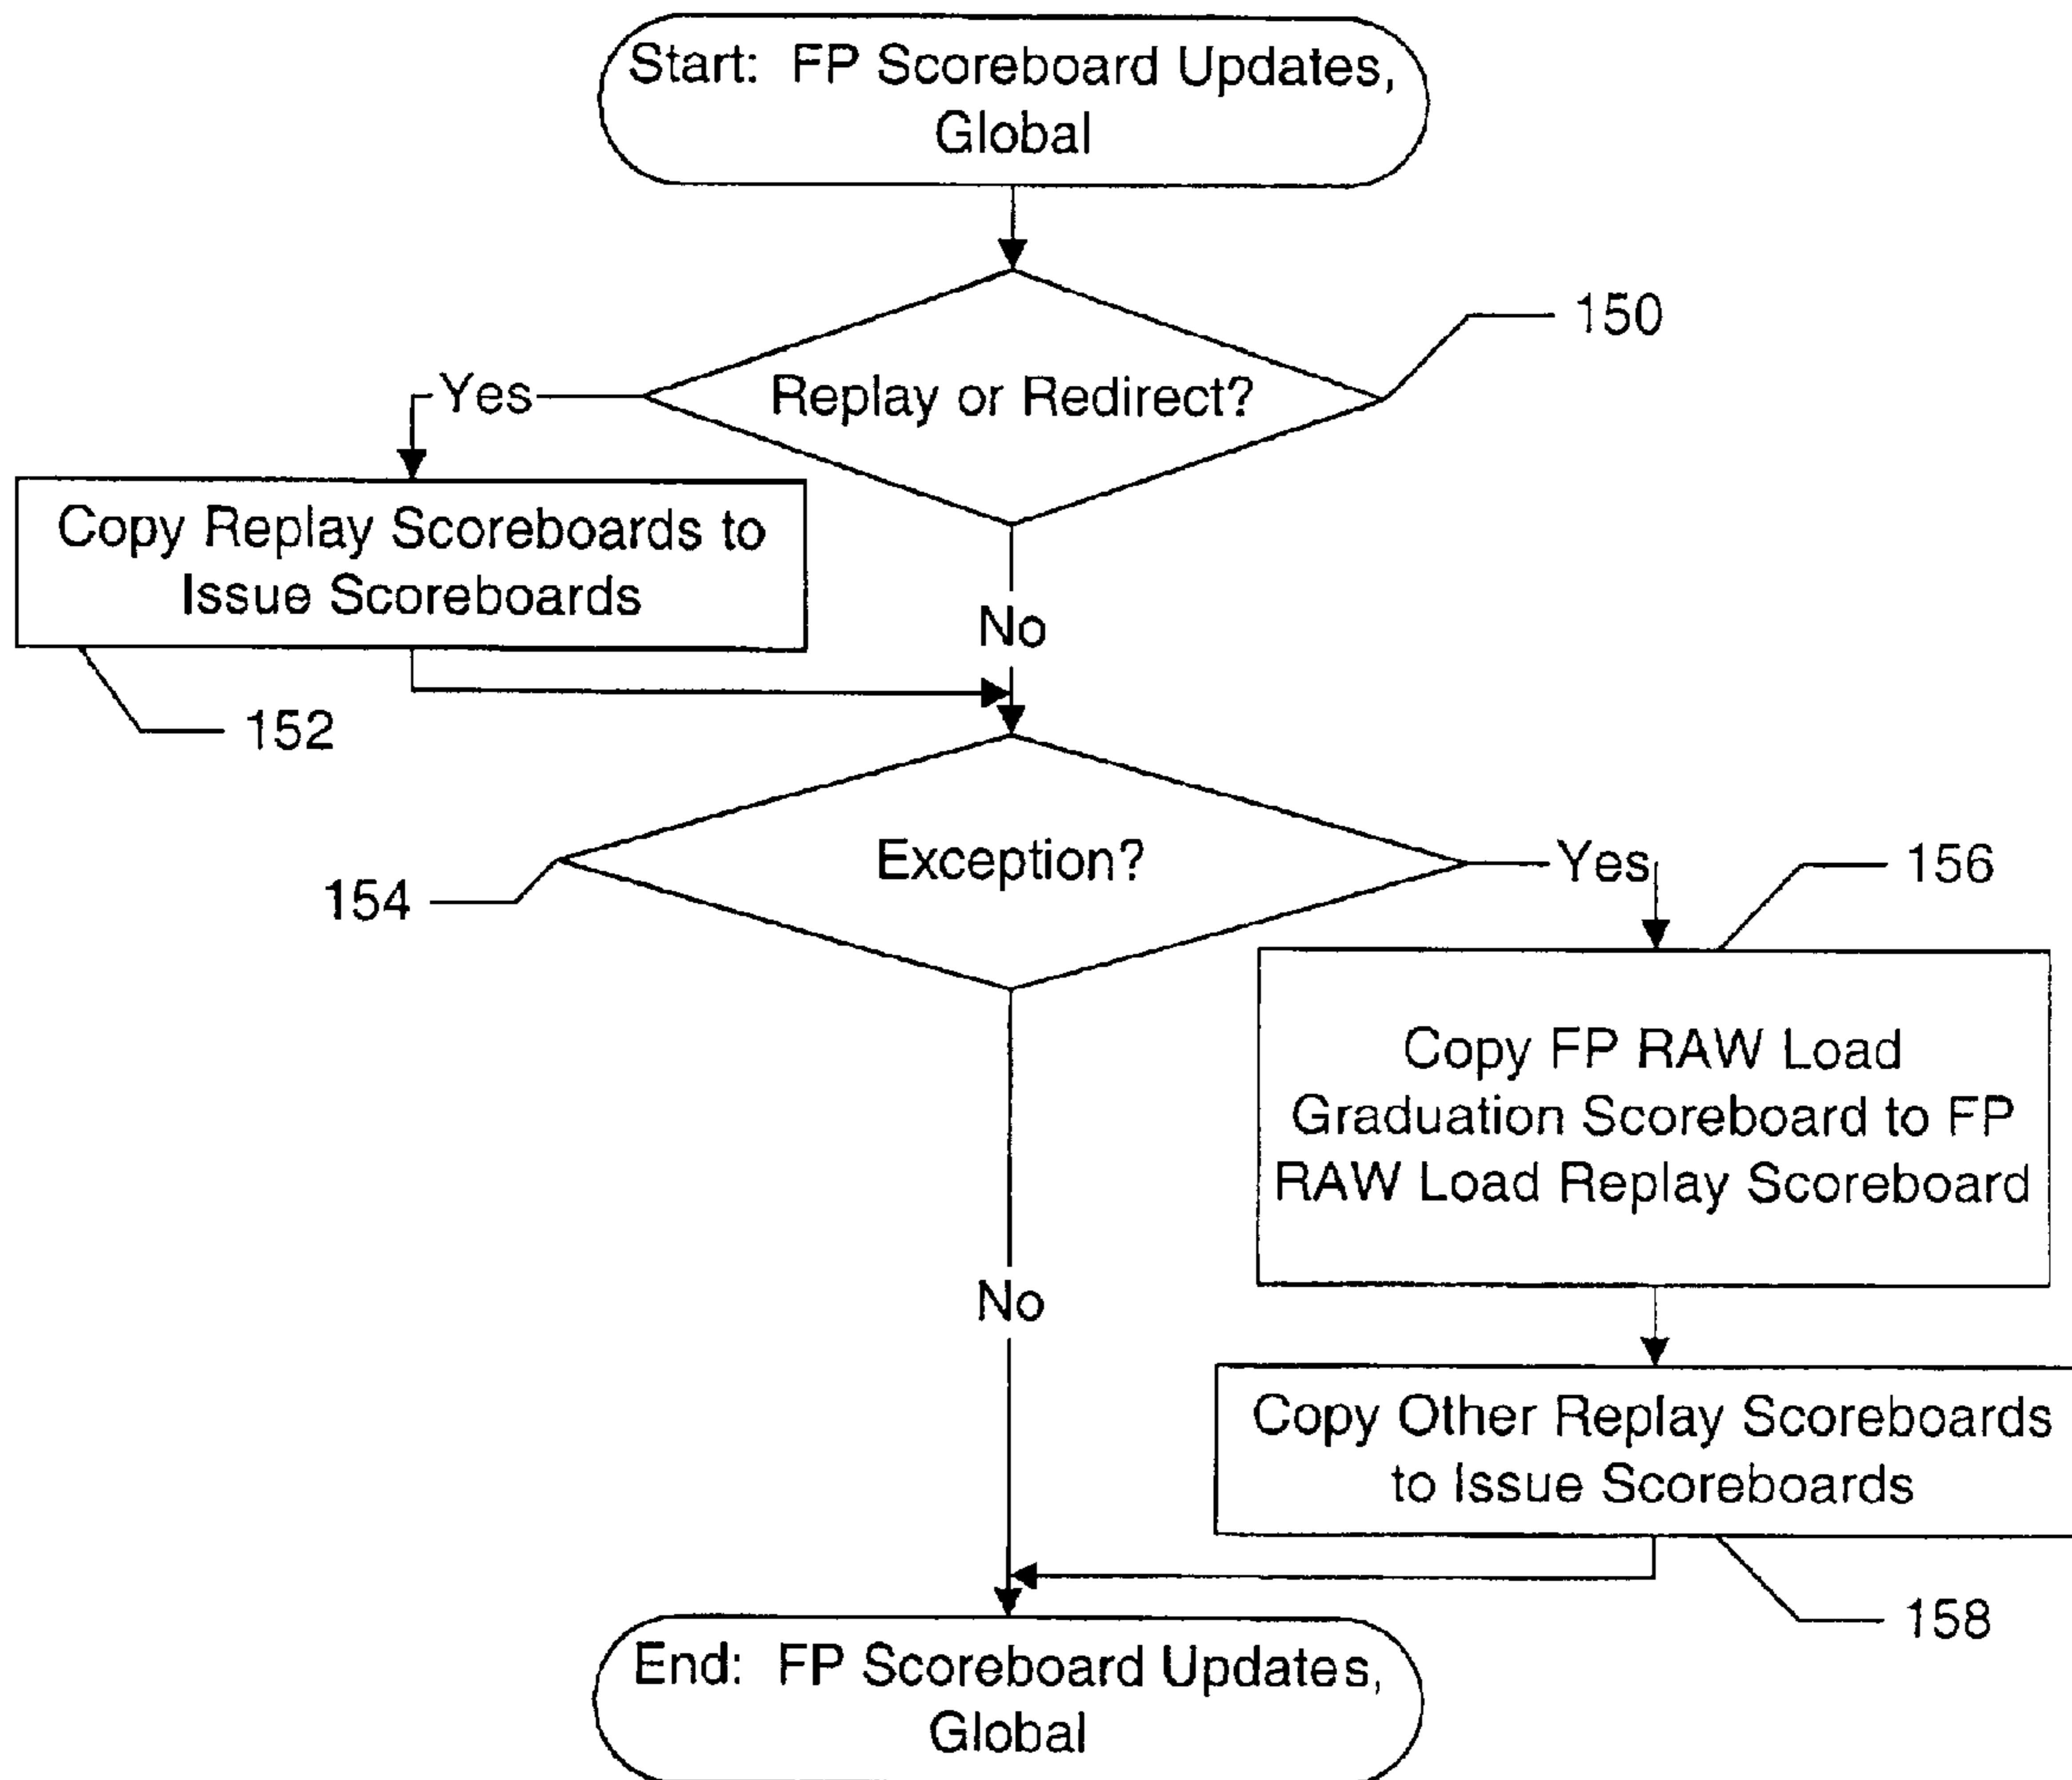 Start: FP Scoreboard Updates,
Global
150
Replay or Redirect?
Yes
Copy Replay Scoreboards to
Issue Scoreboards
No
152
Exception?
Yes
156
154
Copy FP RAW Load
Graduation Scoreboard to FP
RAW Load Replay Scoreboard
No
Copy Other Replay Scoreboards
to Issue Scoreboards
158
End: FP Scoreboard Updates,
Global